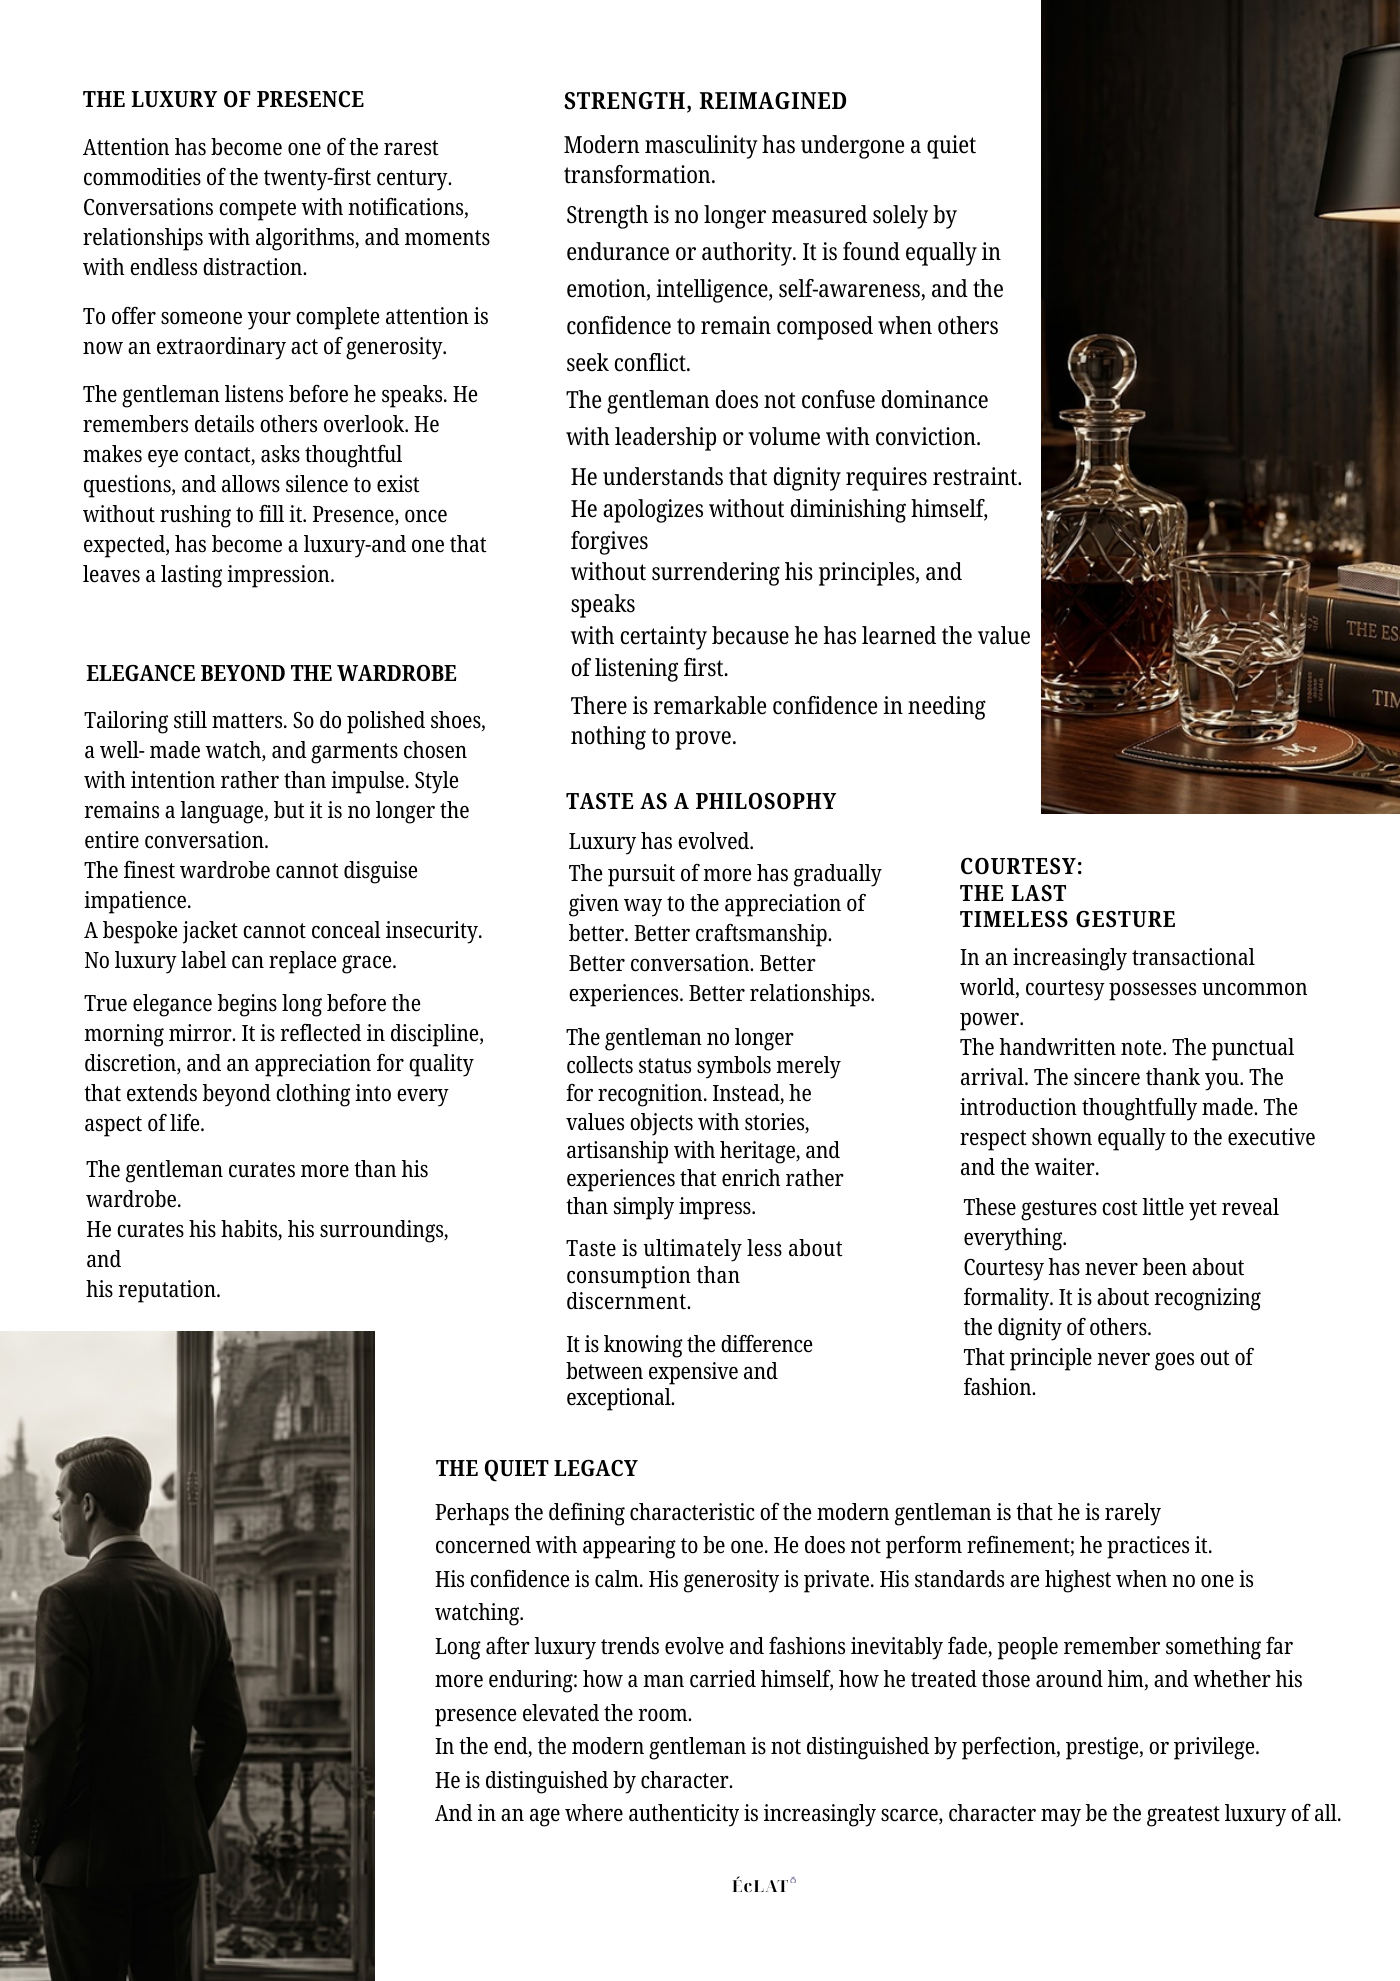 THE LUXURY OF PRESENCE
Attention has become one of the rarest
commodities of the twenty-first century.
Conversations compete with notifications,
relationships with algorithms, and moments
with endless distraction.
To offer someone your complete attention is
now an extraordinary act of generosity.
The gentleman listens before he speaks. He
remembers details others overlook. He
makes eye contact, asks thoughtful
questions, and allows silence to exist
without rushing to fill it. Presence, once
expected, has become a luxury-and one that
leaves a lasting impression.
ELEGANCE BEYOND THE WARDROBE
Tailoring still matters. So do polished shoes,
a well- made watch, and garments chosen
with intention rather than impulse. Style
remains a language, but it is no longer the
entire conversation.
The finest wardrobe cannot disguise
impatience.
A bespoke jacket cannot conceal insecurity.
No luxury label can replace grace.
True elegance begins long before the
morning mirror. It is reflected in discipline,
discretion, and an appreciation for quality
that extends beyond clothing into every
aspect of life.
The gentleman curates more than his
wardrobe.
He curates his habits, his surroundings,
and
his reputation.
STRENGTH, REIMAGINED
Modern masculinity has undergone a quiet
transformation.
Strength is no longer measured solely by
endurance or authority. It is found equally in
emotion, intelligence, self-awareness, and the
confidence to remain composed when others
seek conflict.
The gentleman does not confuse dominance
with leadership or volume with conviction.
He understands that dignity requires restraint.
He apologizes without diminishing himself,
forgives
without surrendering his principles, and
speaks
with certainty because he has learned the value
of listening first.
There is remarkable confidence in needing
nothing to prove.
TASTE AS A PHILOSOPHY
Luxury has evolved.
The pursuit of more has gradually
given way to the appreciation of
better. Better craftsmanship.
Better conversation. Better
experiences. Better relationships.
The gentleman no longer
collects status symbols merely
for recognition. Instead, he
values objects with stories,
artisanship with heritage, and
experiences that enrich rather
than simply impress.
Taste is ultimately less about
consumption than
discernment.
It is knowing the difference
between expensive and
exceptional.
THE ES
TIM
M
COURTESY:
THE LAST
TIMELESS GESTURE
In an increasingly transactional
world, courtesy possesses uncommon
power.
The handwritten note. The punctual
arrival. The sincere thank you. The
introduction thoughtfully made. The
respect shown equally to the executive
and the waiter.
These gestures cost little yet reveal
everything.
Courtesy has never been about
formality. It is about recognizing
the dignity of others.
That principle never goes out of
fashion.
THE QUIET LEGACY
Perhaps the defining characteristic of the modern gentleman is that he is rarely
concerned with appearing to be one. He does not perform refinement; he practices it.
His confidence is calm. His generosity is private. His standards are highest when no one is
watching.
Long after luxury trends evolve and fashions inevitably fade, people remember something far
more enduring: how a man carried himself, how he treated those around him, and whether his
presence elevated the room.
In the end, the modern gentleman is not distinguished by perfection, prestige, or privilege.
He is distinguished by character.
And in an age where authenticity is increasingly scarce, character may be the greatest luxury of all.
ÉcLAT